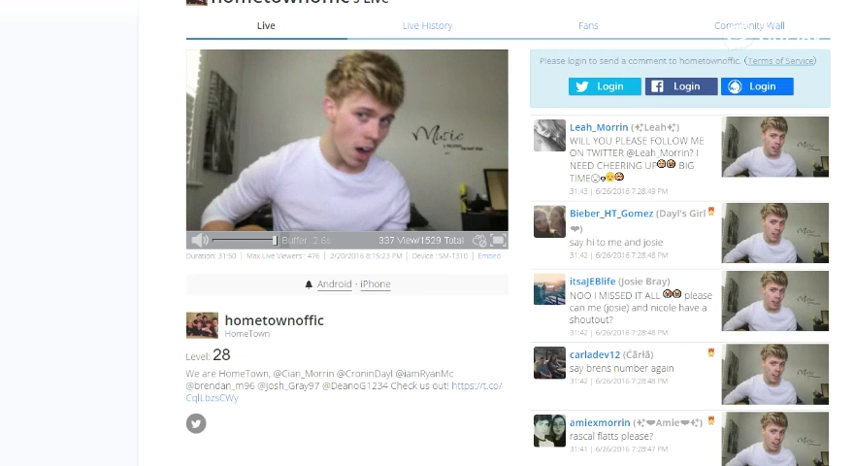 hometownoffic's Live
Live
Live History
Fans
Community Wall
Music
337 View/1529 Total
Buffer: 2.6s
Duration: 31:50 | Max Live Viewers : 476 | 2/20/2016 8:15:23 PM | Device : SM-T310 | Embed
Android - iPhone
hometownoffic
HomeTown
Level: 28
We are HomeTown, @Cian_Morrin @CroninDayl @iamRyanMc
@brendan_m96 @Josh_Gray97 @DeanoG1234 Check us out! https://t.co/
Please login to send a comment to hometownoffic. (Terms of Service)
Login
Login
Login
Leah_Morrin (✨Leah✨)
WILL YOU PLEASE FOLLOW ME
ON TWITTER @Leah_Morrin? I
NEED CHEERING UP BIG
TIME
31:43 | 6/26/2016 7:28:49 PM
Bieber_HT_Gomez (Dayl's Girl
❤)
say hi to me and josie
31:42 | 6/26/2016 7:28:48 PM
itsaJEBlife (Josie Bray)
NOO I MISSED IT ALL please
can me (josie) and nicole have a
shoutout?
31:42 | 6/26/2016 7:28:48 PM
carladev12 (Čärlä)
say brens number again
31:42 | 6/26/2016 7:28:48 PM
amiexmorrin (✨❤Amie❤✨)
rascal flatts please?
31:41 | 6/26/2016 7:28:47 PM